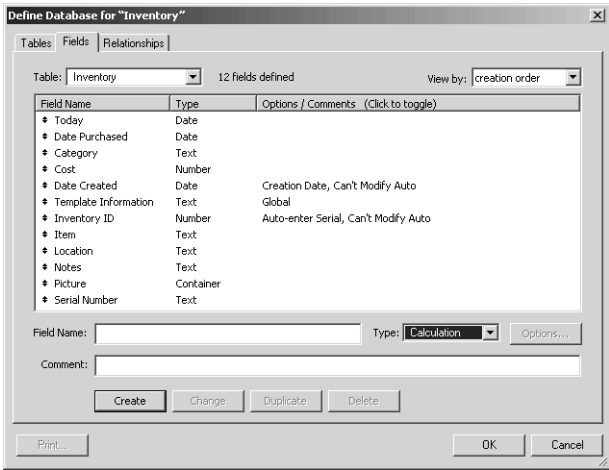 Define Database for "Inventory"
Tables Fields Relationships
Table: Inventory 12 fields defined View by: creation order
Field Name Type Options / Comments (Click to toggle)
Today Date
Date Purchased Date
Category Text
Cost Number
Date Created Date Creation Date, Can't Modify Auto
Template Information Text Global
Inventory ID Number Auto-enter Serial, Can't Modify Auto
Item Text
Location Text
Notes Text
Picture Container
Serial Number Text
Field Name: Type: Calculation Options...
Comment:
Create Change Duplicate Delete
Print... OK Cancel